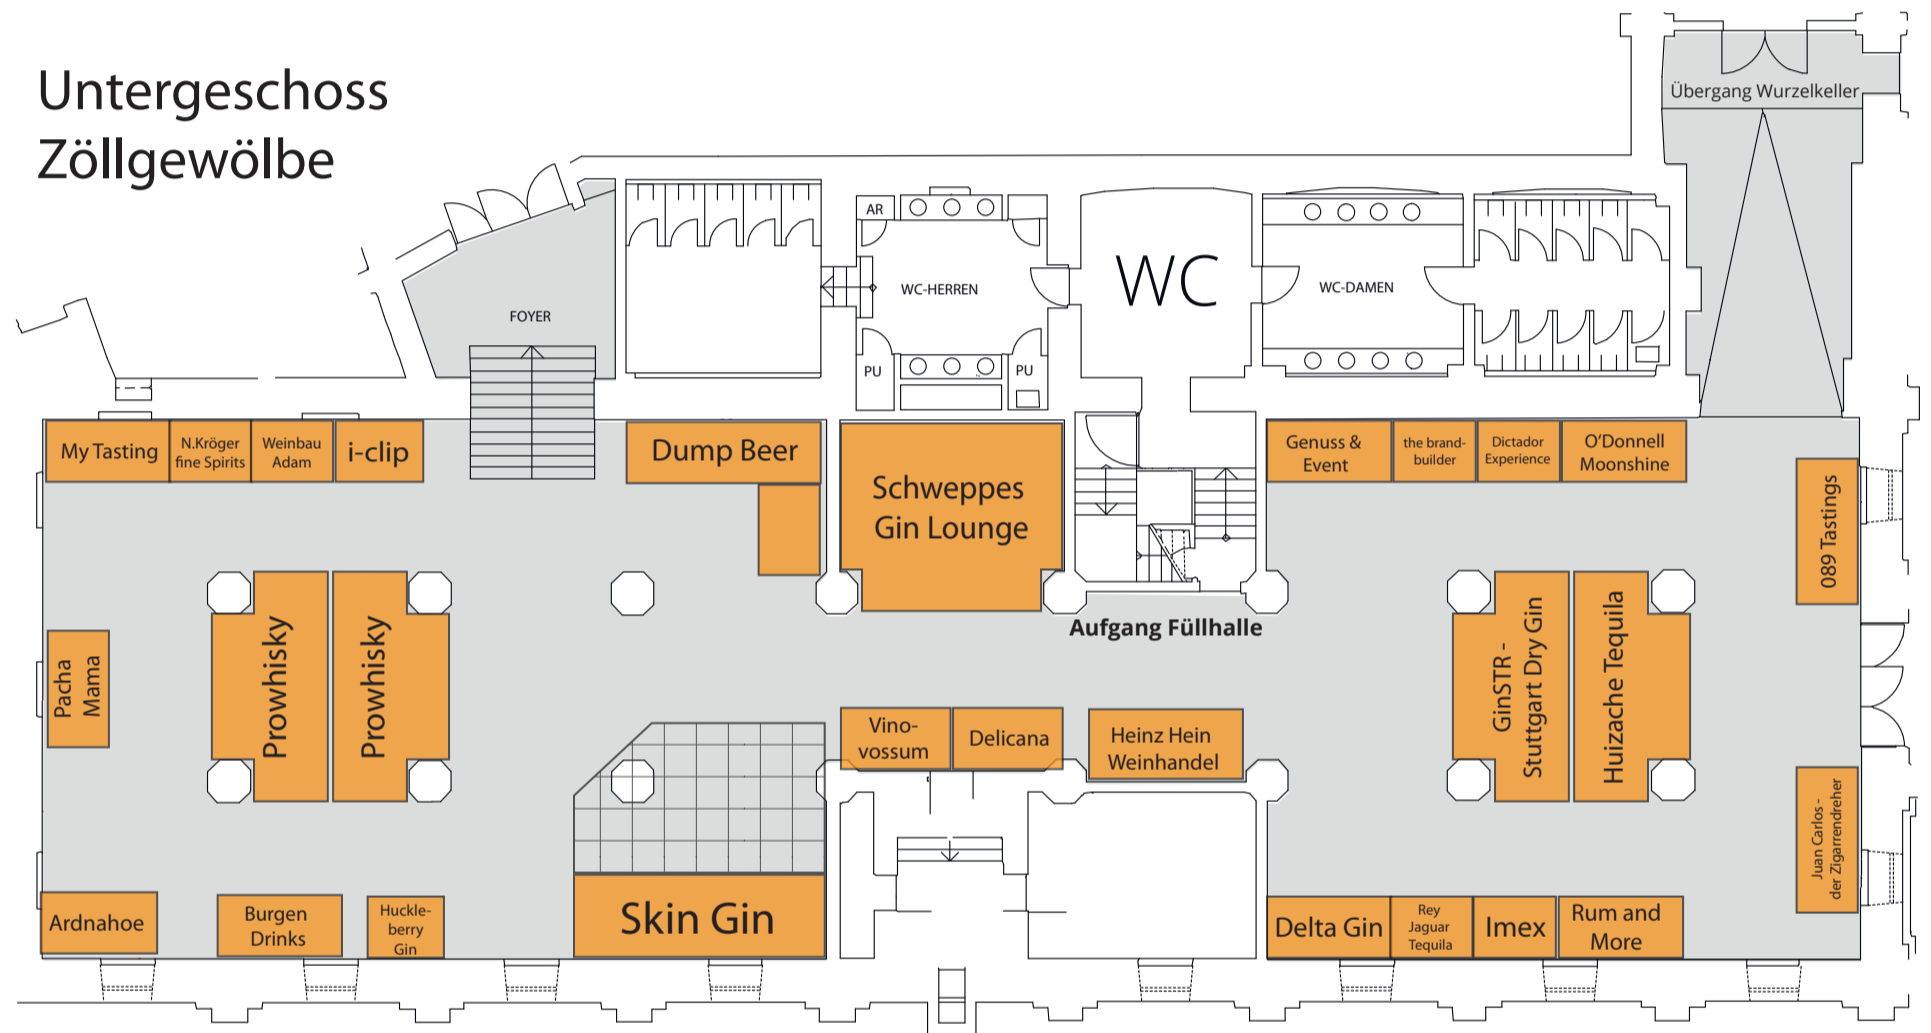 Untergeschoss
Zöllgewölbe
Übergang Wurzelkeller
AR
WC-HERREN
WC
WC-DAMEN
FOYER
PU
PU
My Tasting
N.Kröger
fine Spirits
Weinbau
Adam
i-clip
Dump Beer
Schweppes
Gin Lounge
Genuss &
Event
the brand-
builder
Dictador
Experience
O'Donnell
Moonshine
089 Tastings
Aufgang Füllhalle
Pacha
Mama
Prowhisky
Prowhisky
GinSTR -
Stuttgart Dry Gin
Huizache Tequila
Vino-
vossum
Delicana
Heinz Hein
Weinhandel
Juan Carlos -
der Zigarrendreher
Ardnahoe
Burgen
Drinks
Huckle-
berry
Gin
Skin Gin
Delta Gin
Rey
Jaguar
Tequila
Imex
Rum and
More